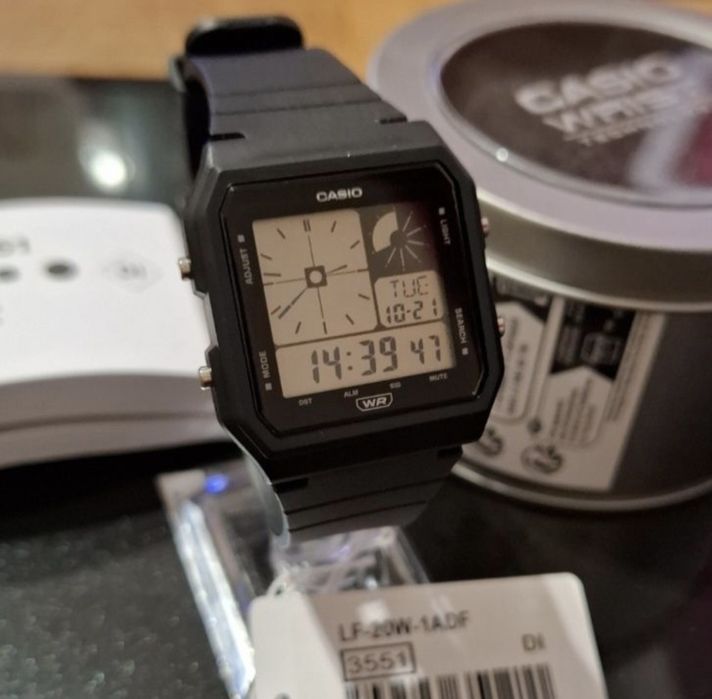 CASIO
ADJUST
LIGHT
MODE
SEARCH
TUE
10-21
14:39 47
DST
ALM
SIG
MUTE
WR
CASIO
LF-20W-1ADF
DI
3551